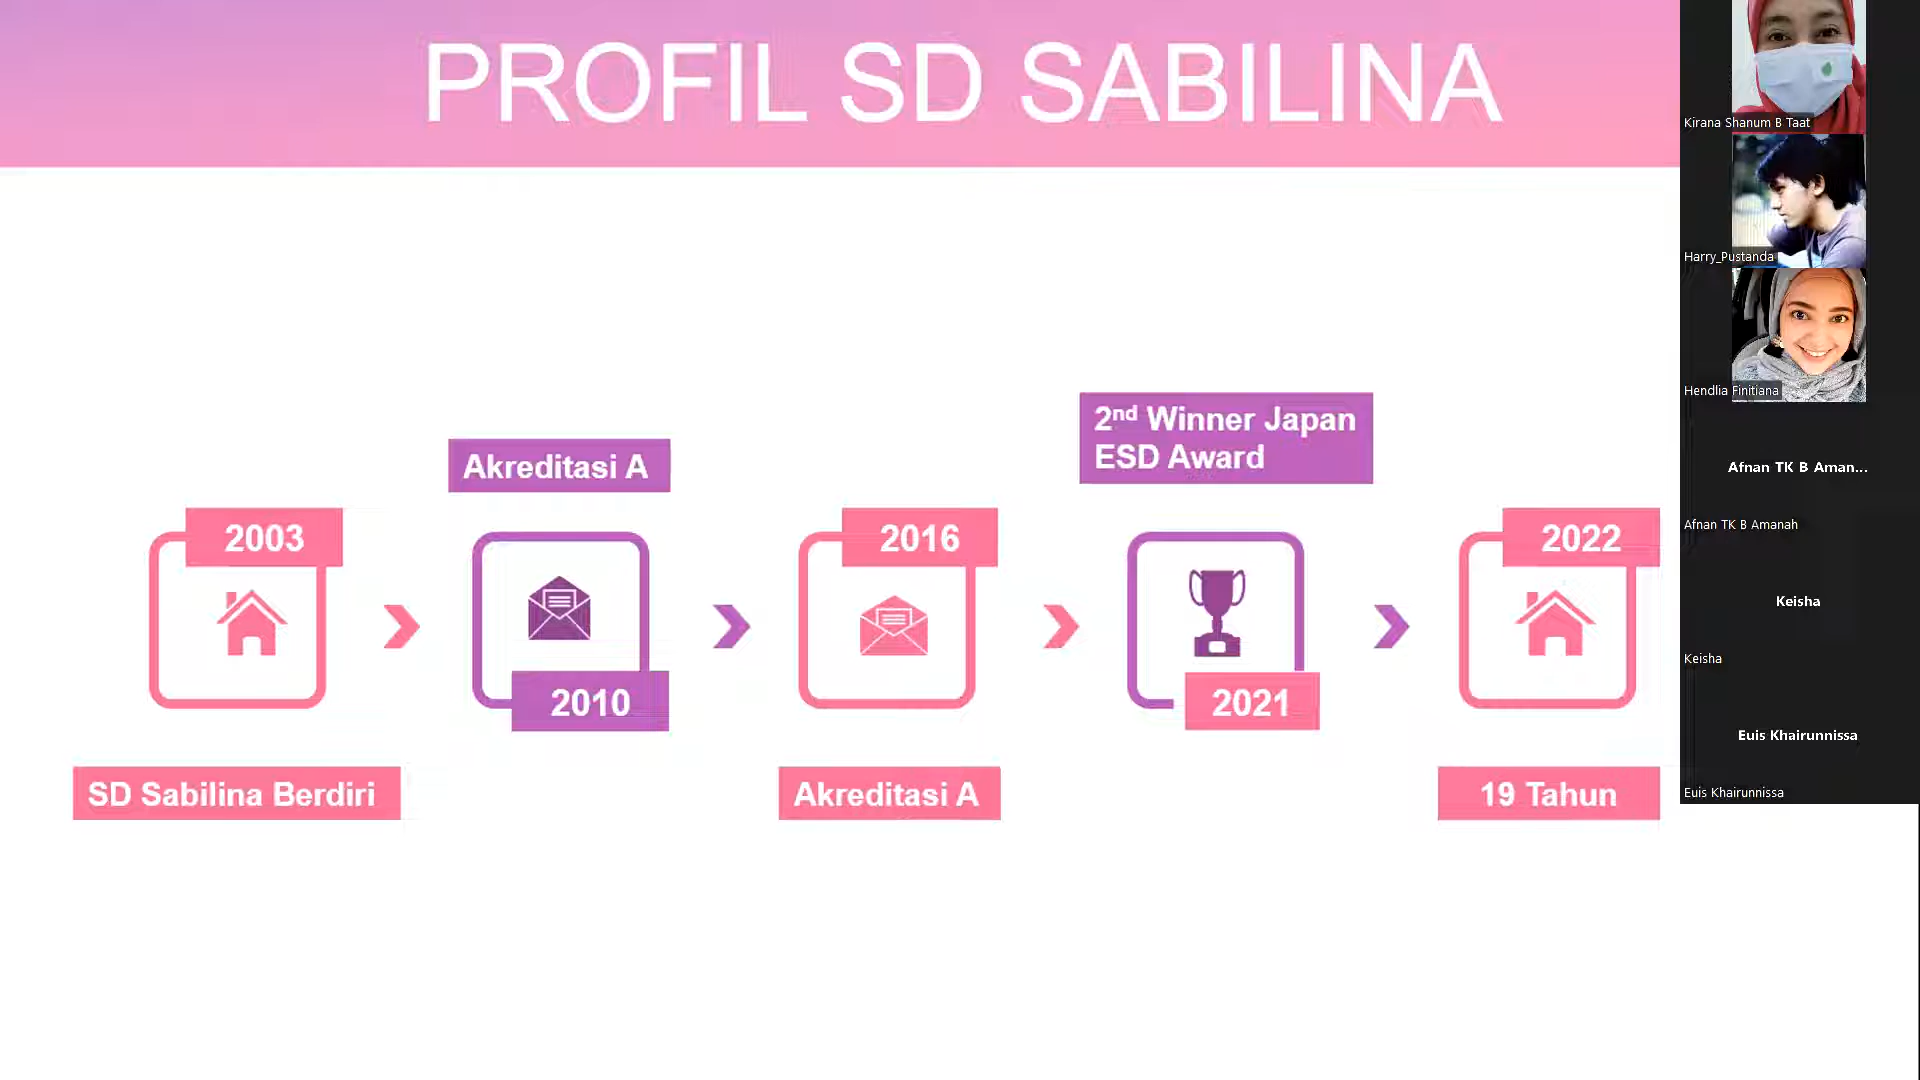 PROFIL SD SABILINA
2003
SD Sabilina Berdiri
Akreditasi A
2010
2016
Akreditasi A
2nd Winner Japan
ESD Award
2021
2022
19 Tahun
Kirana Shanum B Taat
Harry_Pustanda
Hendlia Finitiana
Afnan TK B Aman...
Afnan TK B Amanah
Keisha
Keisha
Euis Khairunnissa
Euis Khairunnissa